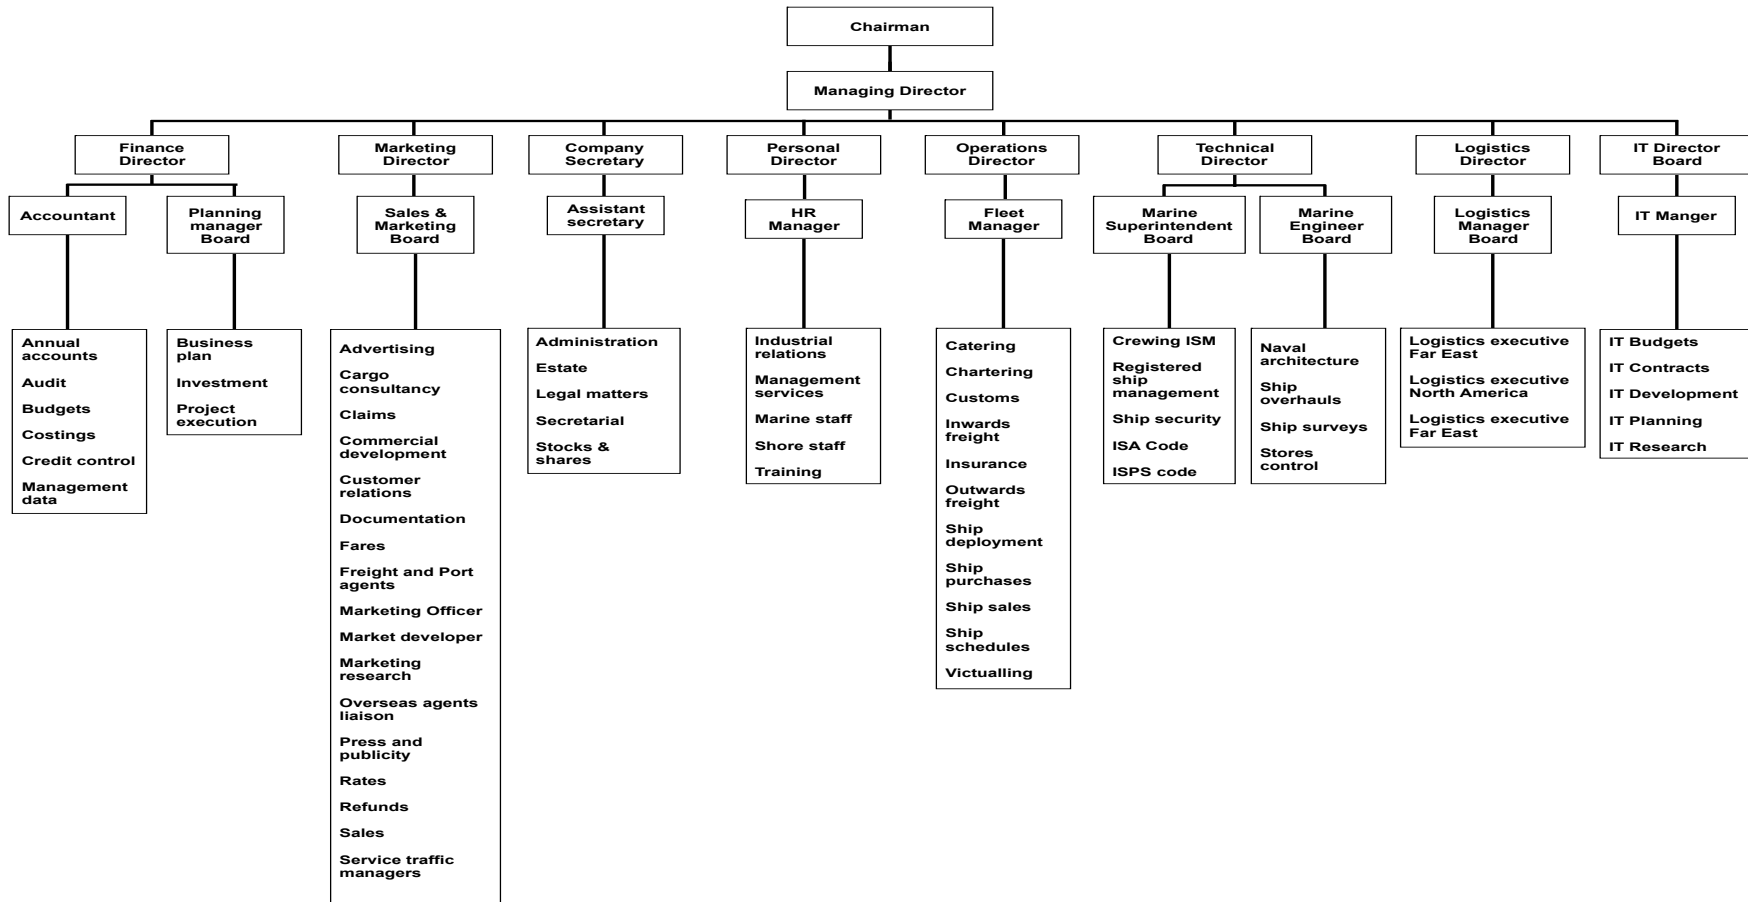 Chairman
Managing Director
Finance
Director
Marketing
Director
Company
Secretary
Personal
Director
Operations
Director
Technical
Director
Logistics
Director
IT Director
Board
Accountant
Planning
manager
Board
Sales &
Marketing
Board
Assistant
secretary
HR
Manager
Fleet
Manager
Marine
Superintendent
Board
Marine
Engineer
Board
Logistics
Manager
Board
IT Manger
Annual
accounts
Audit
Budgets
Costings
Credit control
Management
data
Business
plan
Investment
Project
execution
Advertising
Cargo
consultancy
Claims
Commercial
development
Customer
relations
Documentation
Fares
Freight and Port
agents
Marketing Officer
Market developer
Marketing
research
Overseas agents
liaison
Press and
publicity
Rates
Refunds
Sales
Service traffic
managers
Administration
Estate
Legal matters
Secretarial
Stocks &
shares
Industrial
relations
Management
services
Marine staff
Shore staff
Training
Catering
Chartering
Customs
Inwards
freight
Insurance
Outwards
freight
Ship
deployment
Ship
purchases
Ship sales
Ship
schedules
Victualling
Crewing ISM
Registered
ship
management
Ship security
ISA Code
ISPS code
Naval
architecture
Ship
overhauls
Ship surveys
Stores
control
Logistics executive
Far East
Logistics executive
North America
Logistics executive
Far East
IT Budgets
IT Contracts
IT Development
IT Planning
IT Research